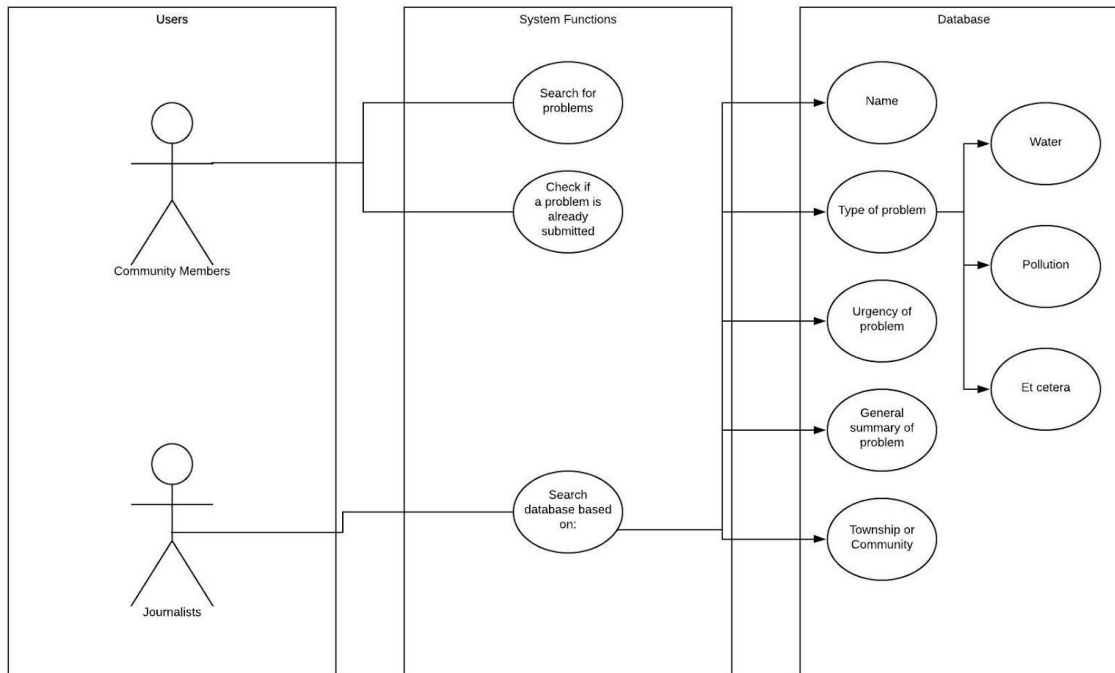 Users
System Functions
Database
Search for
problems
Name
Water
Check if
a problem is
already
submitted
Type of problem
Community Members
Pollution
Urgency of
problem
Et cetera
General
summary of
problem
Search
database based
on:
Township or
Community
Journalists